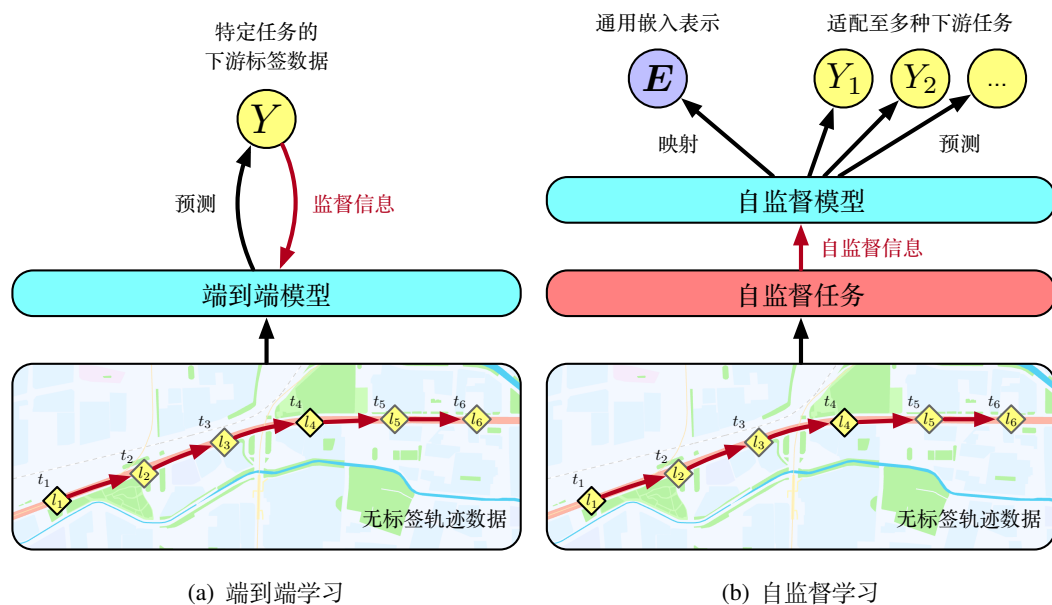 特定任务的
下游标签数据
Y
预测
监督信息
端到端模型
t1
t2
t3
t4
t5
t6
l1
l2
l3
l4
l5
l6
无标签轨迹数据
(a) 端到端学习
通用嵌入表示
适配至多种下游任务
E
Y1
Y2
...
映射
预测
自监督模型
自监督信息
自监督任务
t1
t2
t3
t4
t5
t6
l1
l2
l3
l4
l5
l6
无标签轨迹数据
(b) 自监督学习